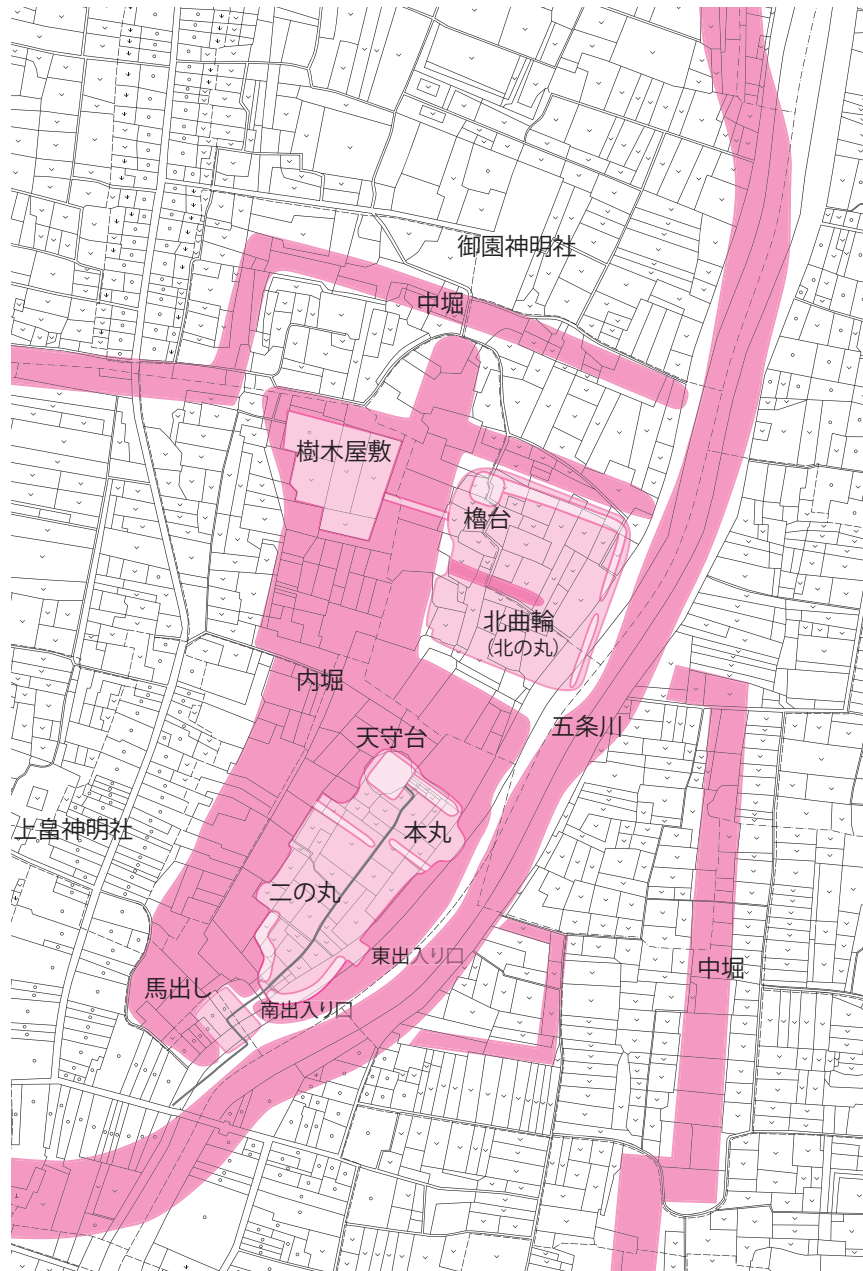 御園神明社
中堀
樹木屋敷
櫓台
北曲輪
(北の丸)
内堀
五条川
天守台
上畠神明社
本丸
二の丸
東出入り口
中堀
馬出し
南出入り口